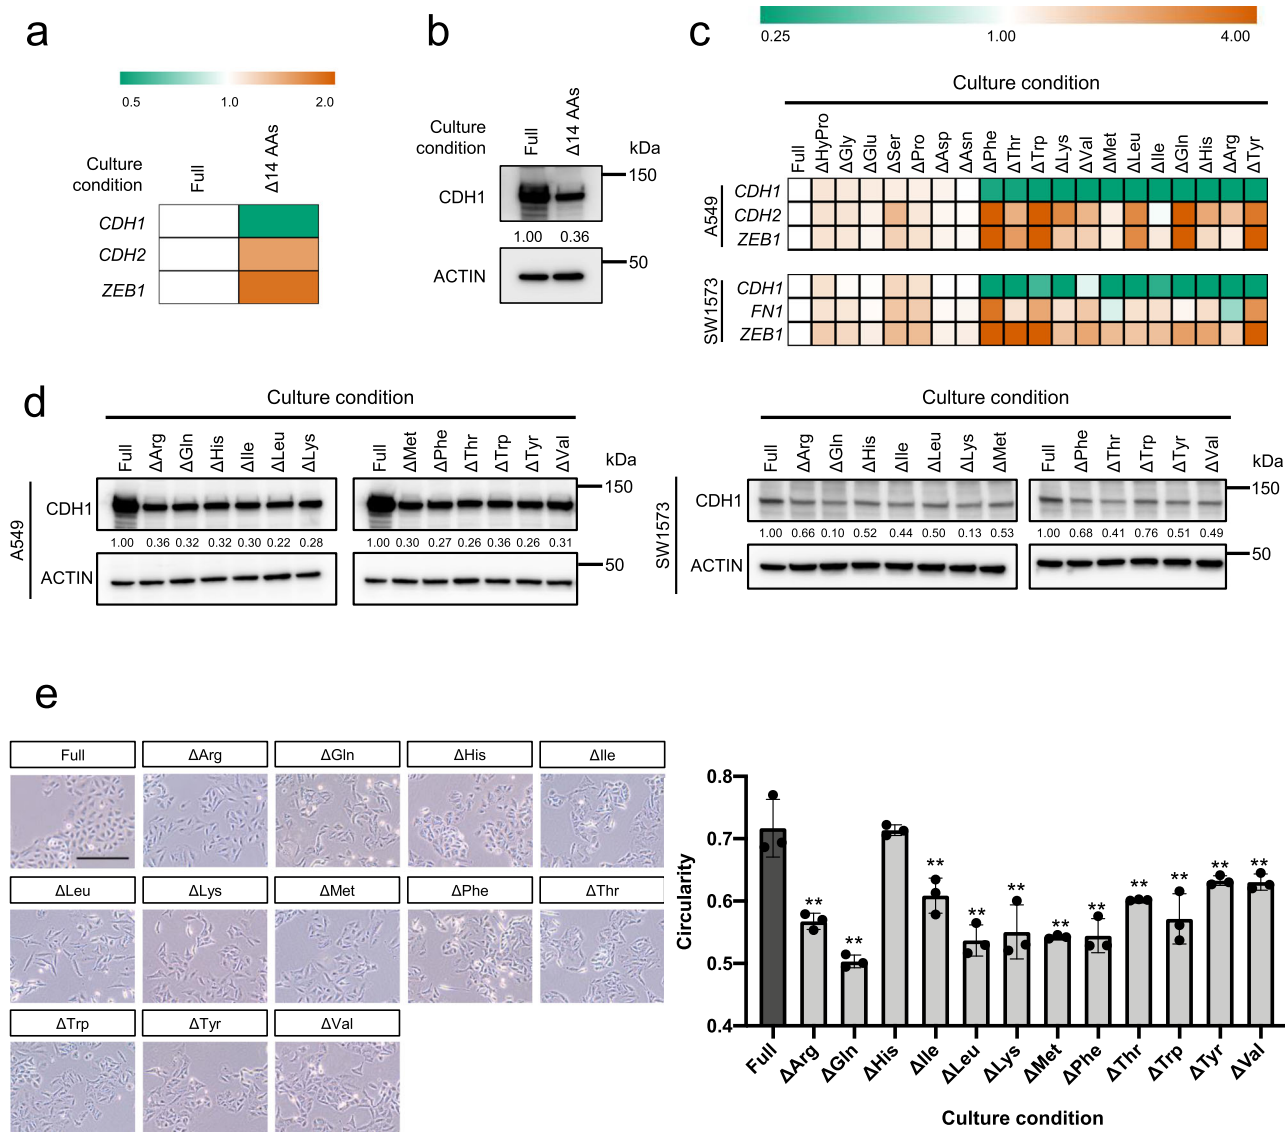 a
0.5 1.0 2.0
Culture condition
Full
Δ14 AAs
CDH1
CDH2
ZEB1
b
Culture condition
Full
Δ14 AAs
kDa
150
CDH1
1.00 0.36
50
ACTIN
c
0.25 1.00 4.00
Culture condition
Full
ΔHyPro
ΔGly
ΔGlu
ΔSer
ΔPro
ΔAsp
ΔAsn
ΔPhe
ΔThr
ΔTrp
ΔLys
ΔVal
ΔMet
ΔLeu
ΔIle
ΔGln
ΔHis
ΔArg
ΔTyr
A549
CDH1
CDH2
ZEB1
SW1573
CDH1
FN1
ZEB1
d
Culture condition
Full ΔArg ΔGln ΔHis ΔIle ΔLeu ΔLys
Full ΔMet ΔPhe ΔThr ΔTrp ΔTyr ΔVal
kDa
150
A549
CDH1
1.00 0.36 0.32 0.32 0.30 0.22 0.28
1.00 0.30 0.27 0.26 0.36 0.26 0.31
50
ACTIN
Culture condition
Full ΔArg ΔGln ΔHis ΔIle ΔLeu ΔLys ΔMet
Full ΔPhe ΔThr ΔTrp ΔTyr ΔVal
kDa
150
SW1573
CDH1
1.00 0.66 0.10 0.52 0.44 0.50 0.13 0.53
1.00 0.68 0.41 0.76 0.51 0.49
50
ACTIN
e
Full ΔArg ΔGln ΔHis ΔIle
ΔLeu ΔLys ΔMet ΔPhe ΔThr
ΔTrp ΔTyr ΔVal
Circularity
0.8
0.7
0.6
0.5
0.4
** ** ** ** ** ** ** ** ** ** **
Full ΔArg ΔGln ΔHis ΔIle ΔLeu ΔLys ΔMet ΔPhe ΔThr ΔTrp ΔTyr ΔVal
Culture condition